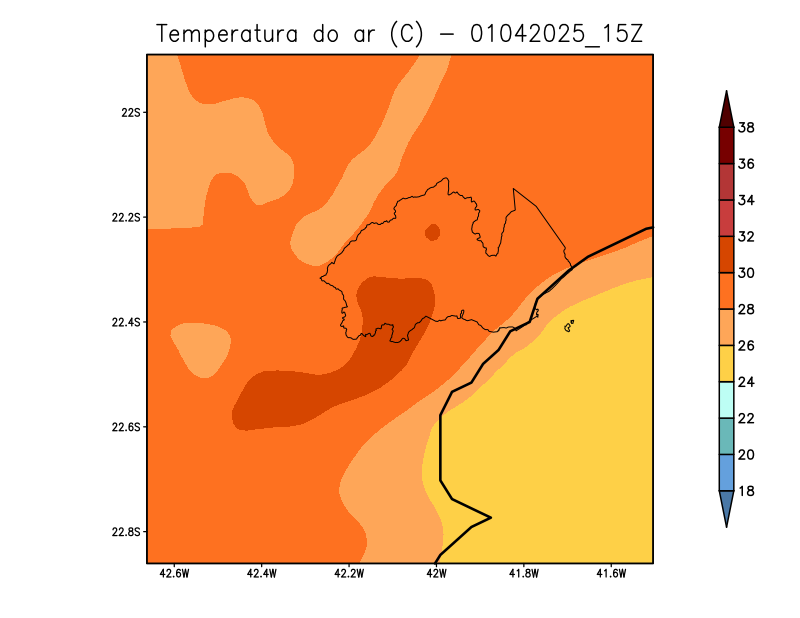 Temperatura do ar (C) - 01042025_15Z
22S
22.2S
22.4S
22.6S
22.8S
42.6W
42.4W
42.2W
42W
41.8W
41.6W
38
36
34
32
30
28
26
24
22
20
18